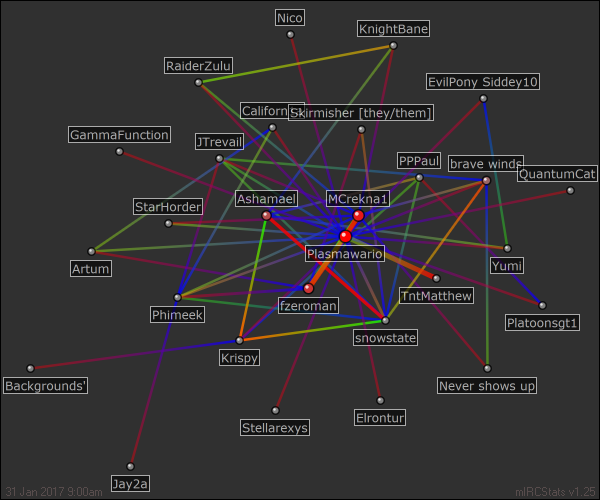 Nico
KnightBane
RaiderZulu
EvilPony Siddey10
Californ
Skirmisher [they/them]
GammaFunction
JTrevail
PPPaul
brave winds
QuantumCat
Ashamael
MCrekna1
StarHorder
Plasmawario
Artum
Yumi
TntMatthew
fzeroman
Phimeek
Platoonsgt1
snowstate
Krispy
Backgrounds'
Never shows up
Elrontur
Stellarexys
Jay2a
31 Jan 2017 9:00am
mIRCStats v1.25